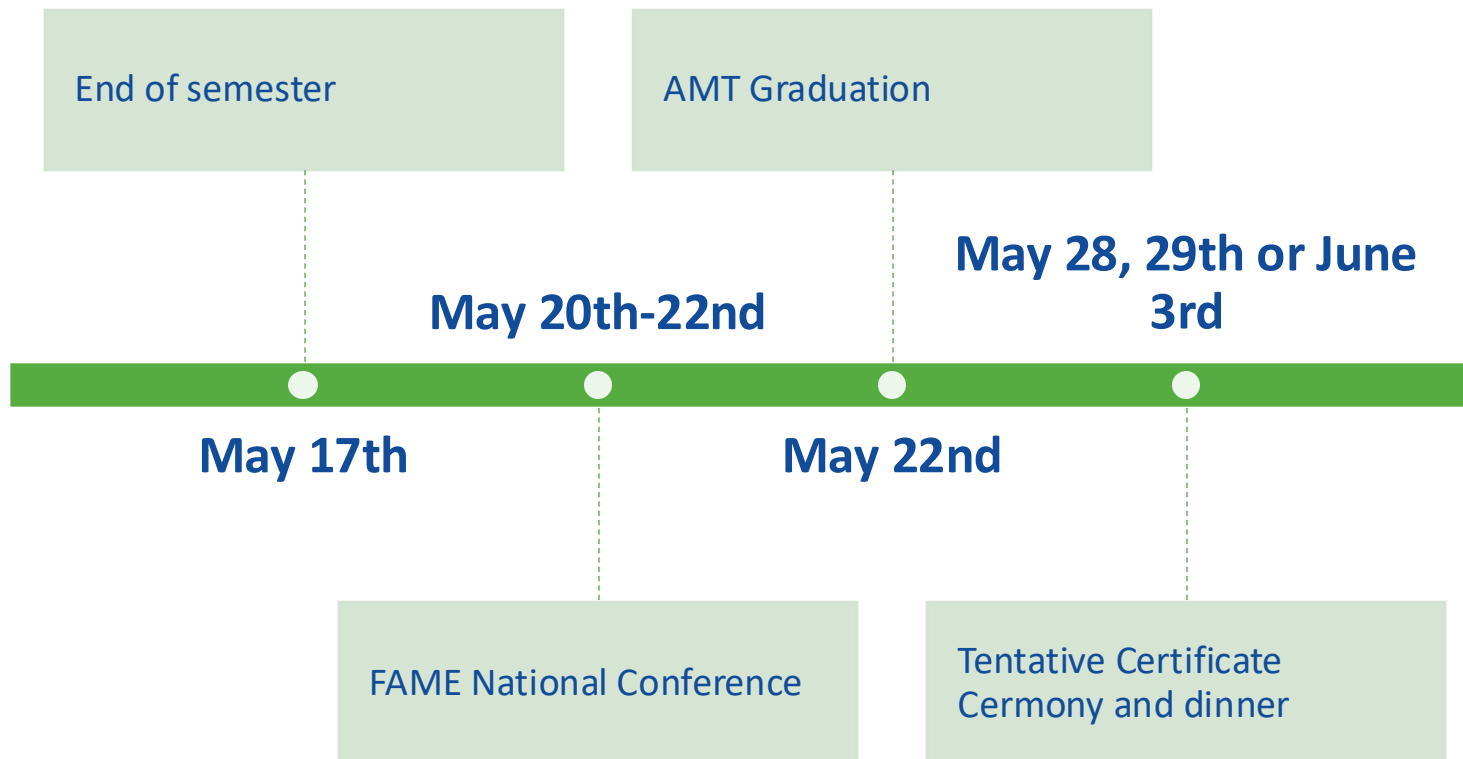 End of semester
AMT Graduation
May 28, 29th or June
3rd
May 20th-22nd
May 17th
May 22nd
FAME National Conference
Tentative Certificate
Cermony and dinner